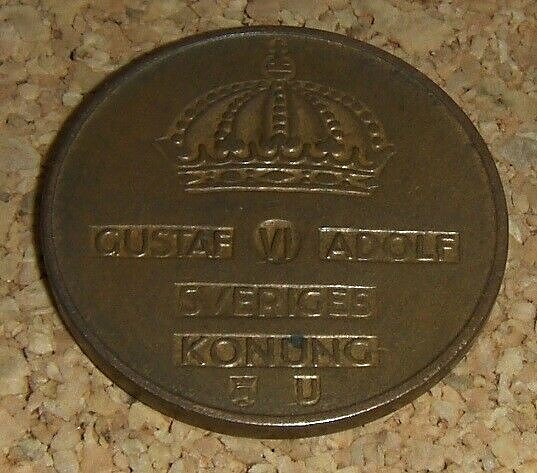 GUSTAF VI ADOLF
SVERIGES
KONUNG
U